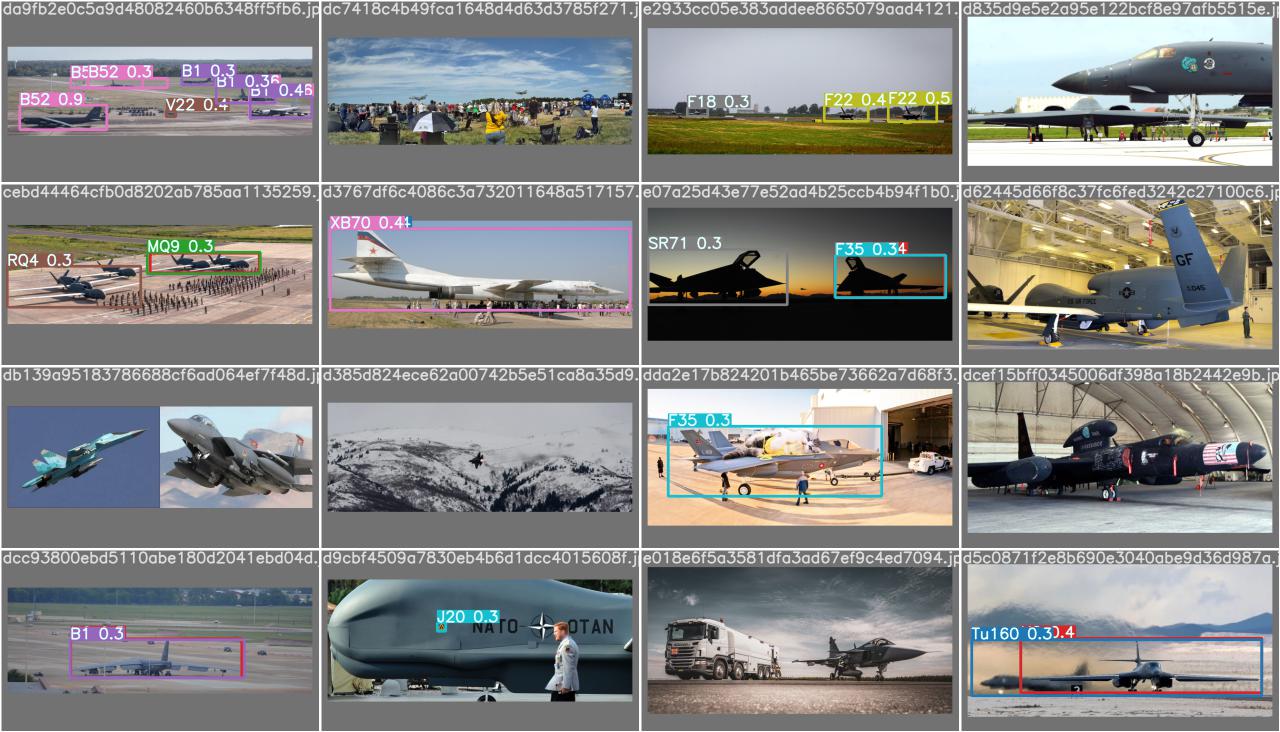 da9fb2e0c5a9d48082460b6348ff5fb6.jp
dc7418c4b49fca1648d4d63d3785f271.j
e2933cc05e383addee8665079aad4121.
d835d9e5e2a95e122bcf8e97afb5515e.jp
B52 0.3
B1 0.3
B1 0.36
B1 0.46
B52 0.9
V22 0.4
F18 0.3
F22 0.4
F22 0.5
cebd44464cfb0d8202ab785aa1135259.
d3767df6c4086c3a732011648a517157.
e07a25d43e77e52ad4b25ccb4b94f1b0.j
d62445d66f8c37fc6fed3242c27100c6.j
RQ4 0.3
MQ9 0.3
XB70 0.4
SR71 0.3
F35 0.3
GF
U.S. AIR FORCE
db139a95183786688cf6ad064ef7f48d.jp
d385d824ece62a00742b5e51ca8a35d9.
dda2e17b824201b465be73662a7d68f3.
dcef15bff0345006df398a18b2442e9b.jp
F35 0.3
dcc93800ebd5110abe180d2041ebd04d.
d9cbf4509a7830eb4b6d1dcc4015608f.j
e018e6f5a3581dfa3ad67ef9c4ed7094.jp
d5c0871f2e8b690e3040abe9d36d987a.j
B1 0.3
J20 0.3
NATO OTAN
Tu160 0.3
0.4